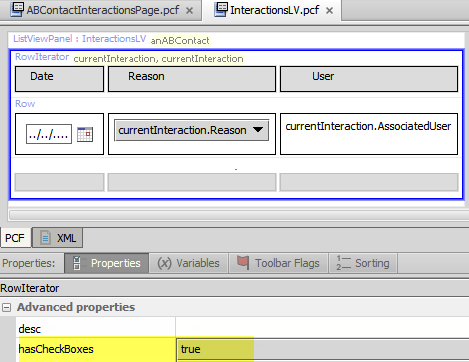 ABContactInteractionsPage.pcf × InteractionsLV.pcf ×
ListViewPanel : InteractionsLV anABContact
RowIterator currentInteraction, currentInteraction
Date Reason User
Row
../../.... currentInteraction.Reason currentInteraction.AssociatedUser
PCF XML
Properties: Properties (x) Variables Toolbar Flags Sorting
RowIterator
Advanced properties
desc
hasCheckBoxes true